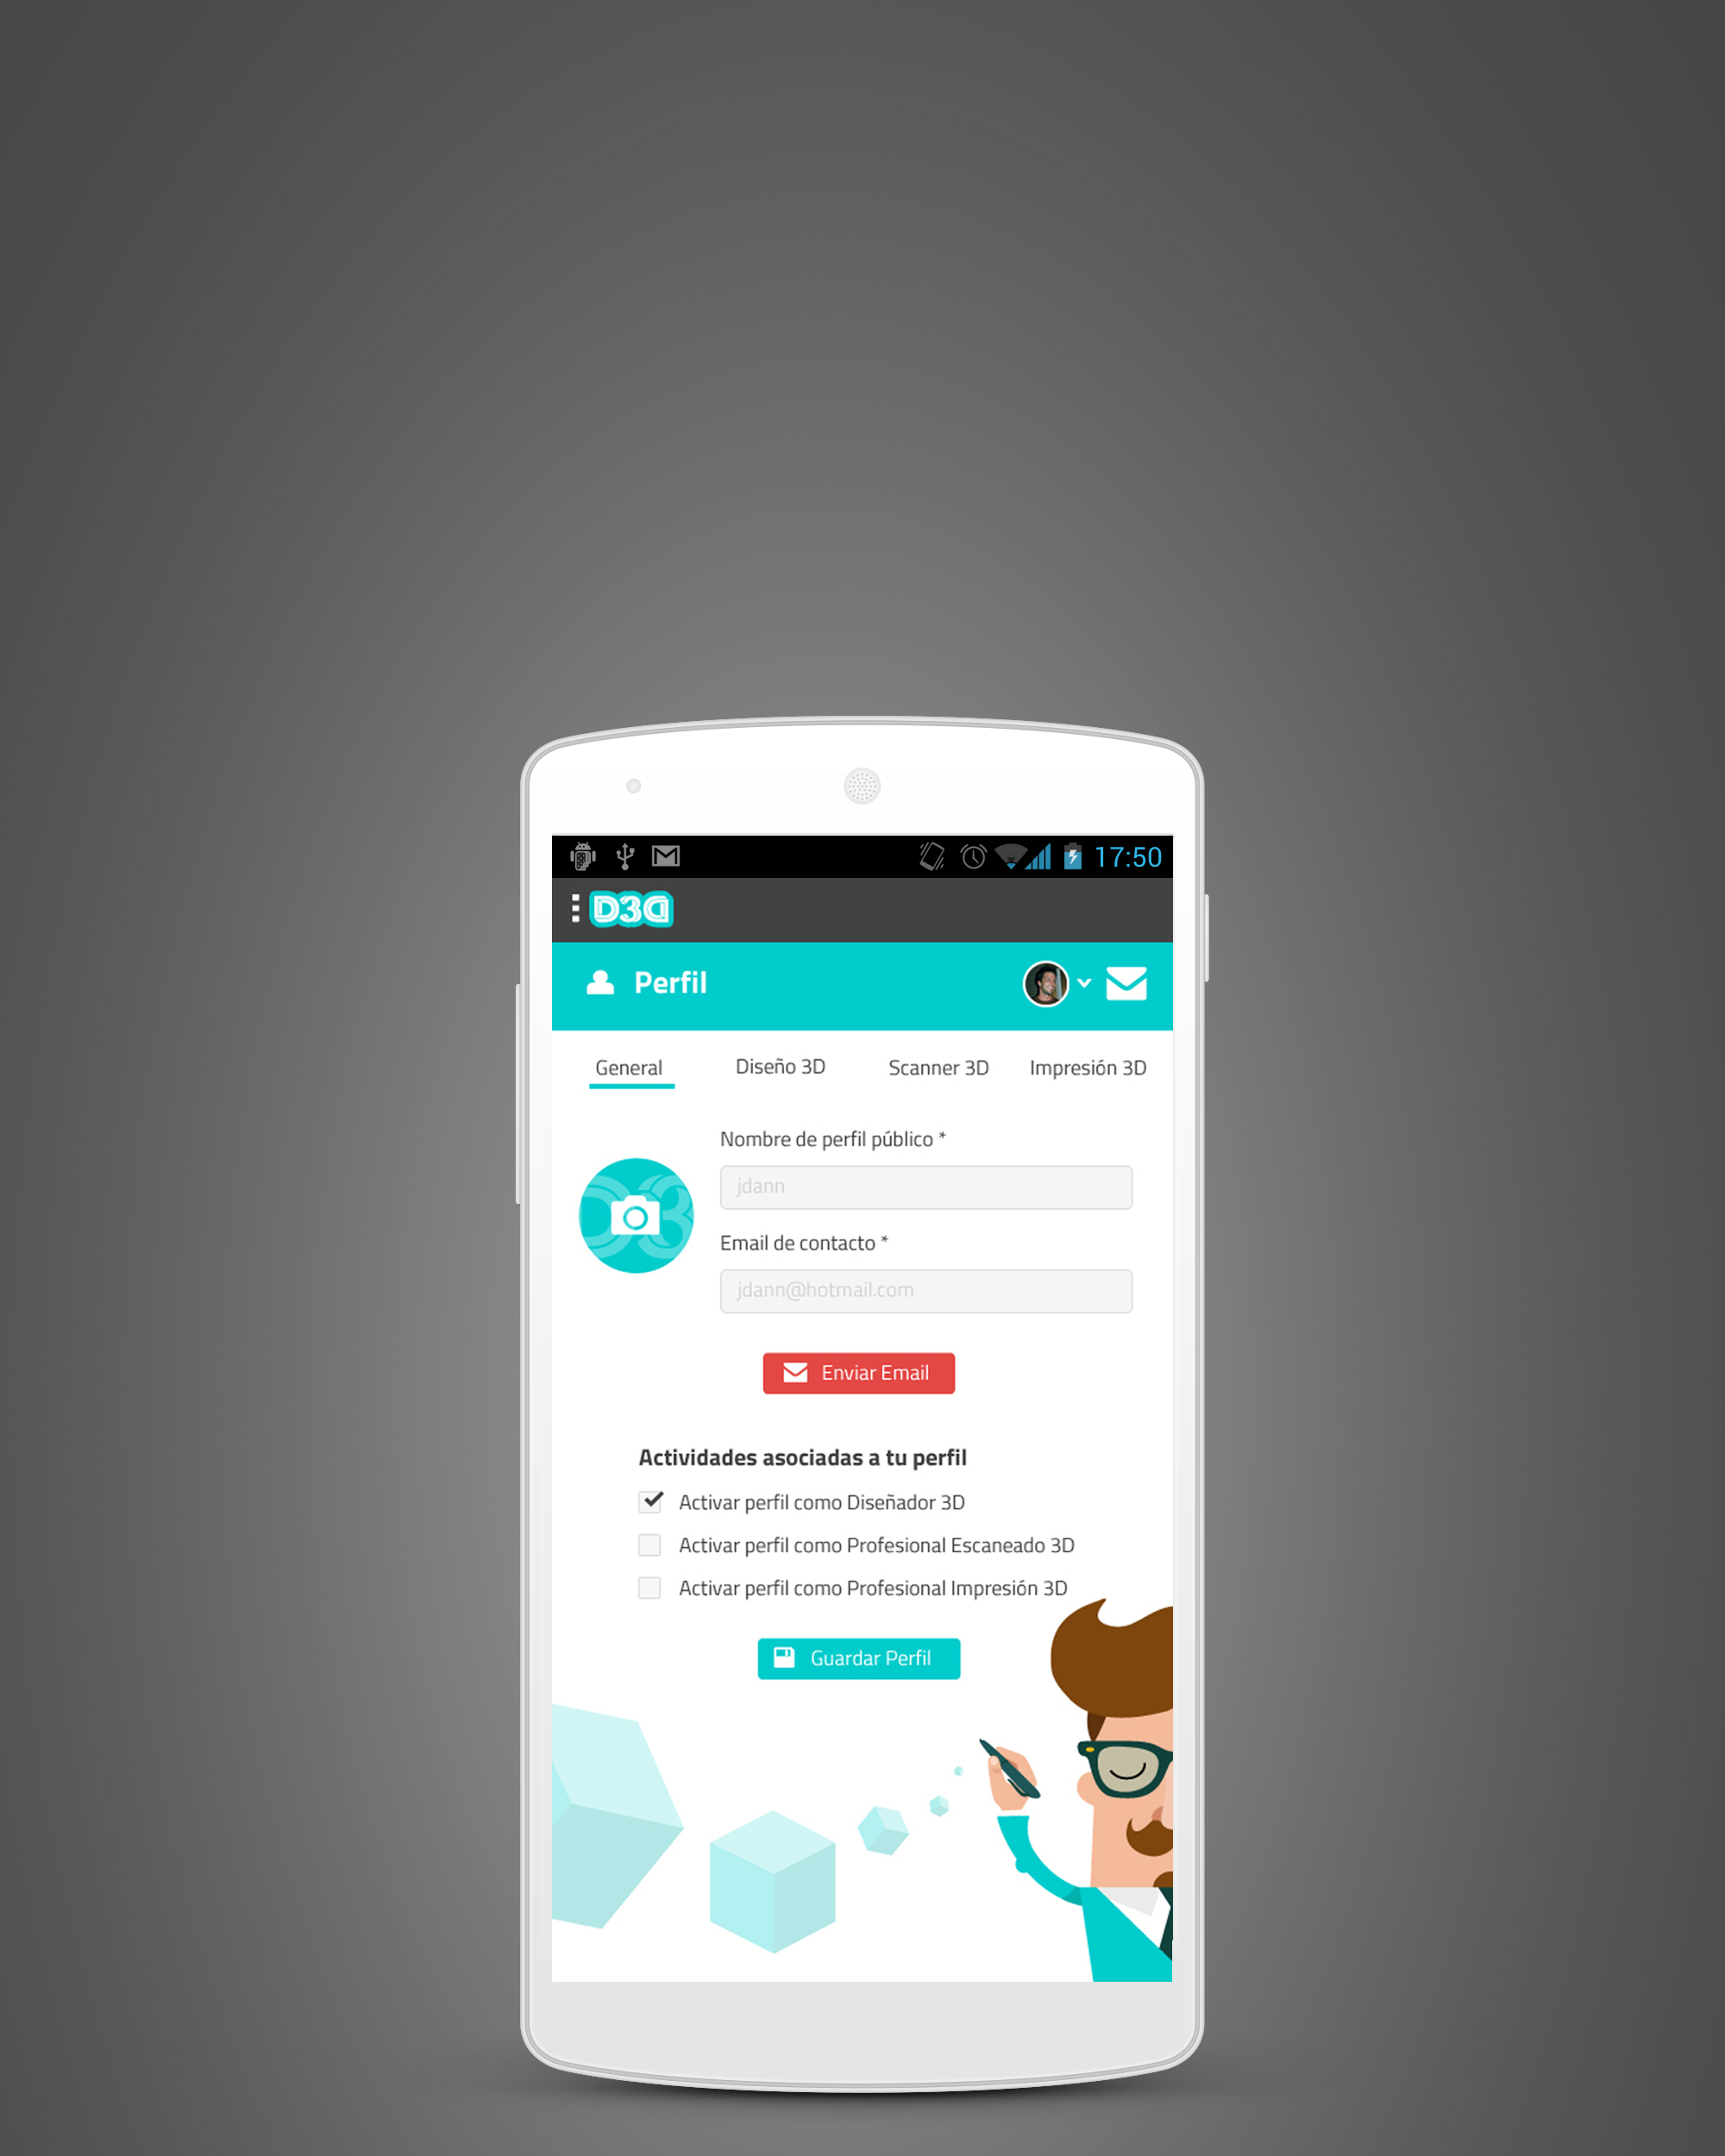 17:50
D3D
Perfil
General
Diseño 3D
Scanner 3D
Impresión 3D
Nombre de perfil público *
jdann
Email de contacto *
jdann@hotmail.com
Enviar Email
Actividades asociadas a tu perfil
Activar perfil como Diseñador 3D
Activar perfil como Profesional Escaneado 3D
Activar perfil como Profesional Impresión 3D
Guardar Perfil